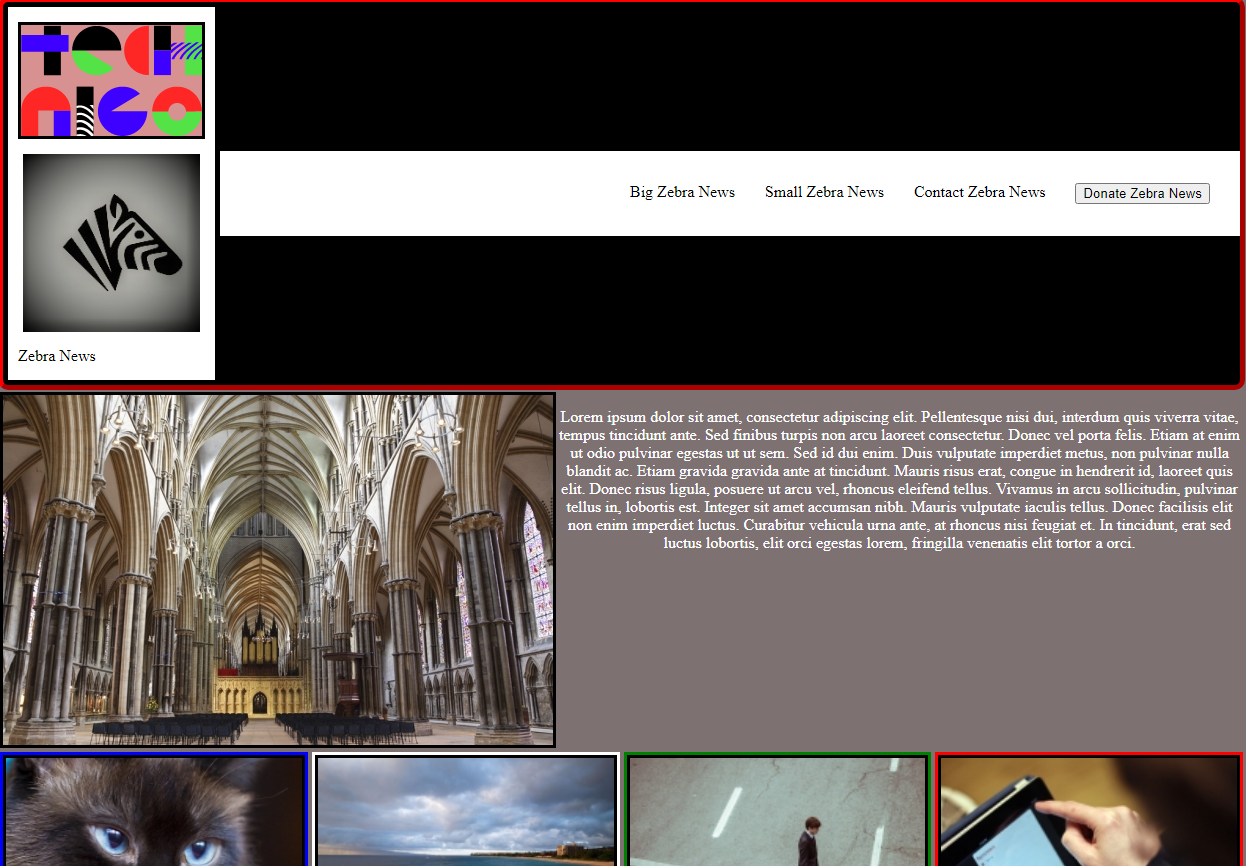 tech
nico
Big Zebra News Small Zebra News Contact Zebra News Donate Zebra News
Zebra News
Lorem ipsum dolor sit amet, consectetur adipiscing elit. Pellentesque nisi dui, interdum quis viverra vitae,
tempus tincidunt ante. Sed finibus turpis non arcu laoreet consectetur. Donec vel porta felis. Etiam at enim
ut odio pulvinar egestas ut ut sem. Sed id dui enim. Duis vulputate imperdiet metus, non pulvinar nulla
blandit ac. Etiam gravida gravida ante at tincidunt. Mauris risus erat, congue in hendrerit id, laoreet quis
elit. Donec risus ligula, posuere ut arcu vel, rhoncus eleifend tellus. Vivamus in arcu sollicitudin, pulvinar
tellus in, lobortis est. Integer sit amet accumsan nibh. Mauris vulputate iaculis tellus. Donec facilisis elit
non enim imperdiet luctus. Curabitur vehicula urna ante, at rhoncus nisi feugiat et. In tincidunt, erat sed
luctus lobortis, elit orci egestas lorem, fringilla venenatis elit tortor a orci.